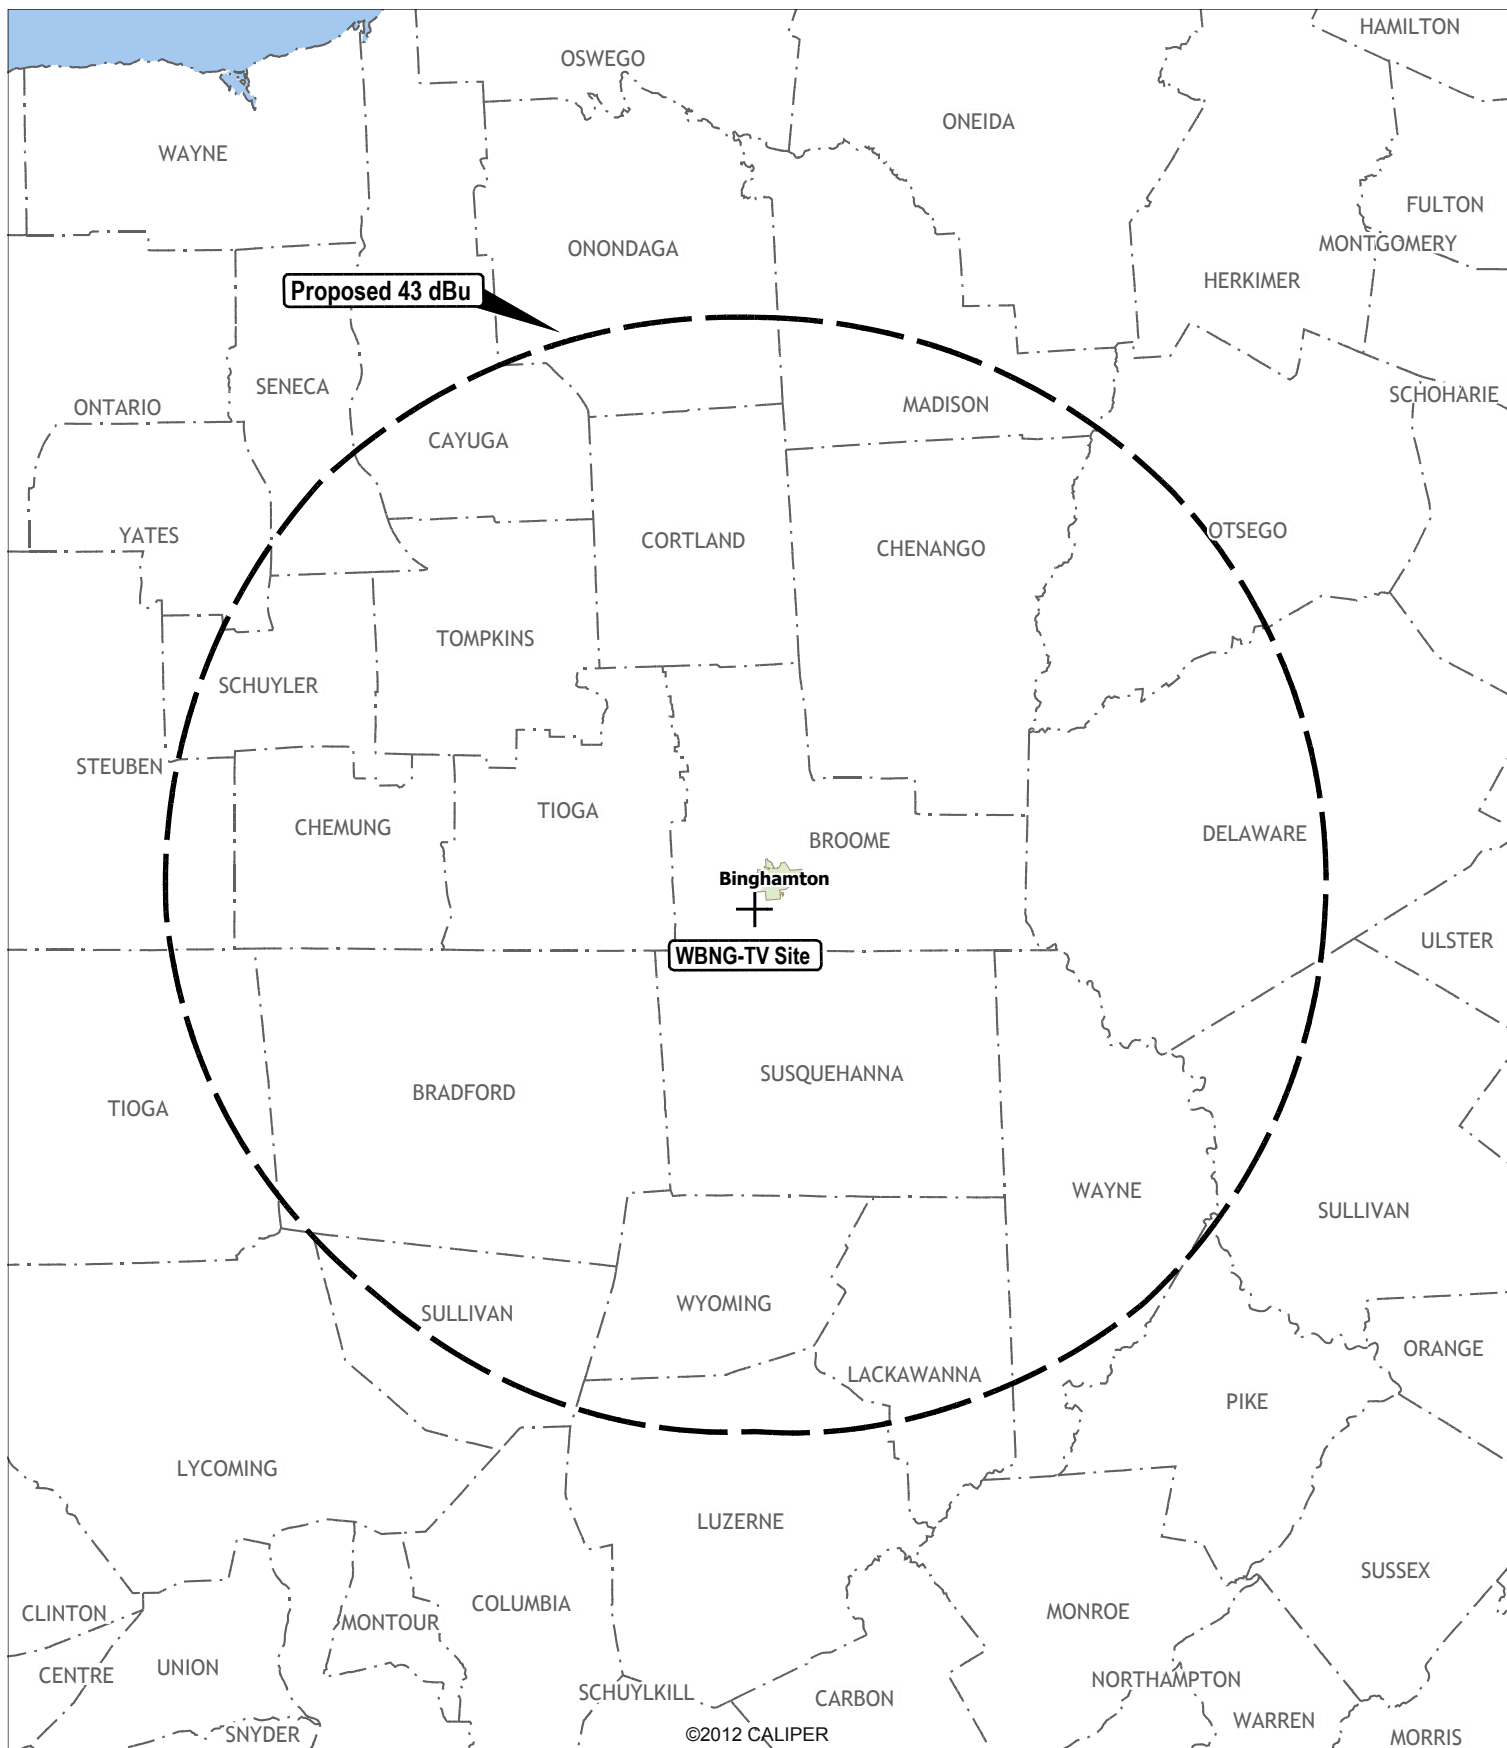 HAMILTON
OSWEGO
ONEIDA
WAYNE
FULTON
MONTGOMERY
ONONDAGA
HERKIMER
Proposed 43 dBu
SENECA
SCHOHARIE
ONTARIO
MADISON
CAYUGA
OTSEGO
YATES
CORTLAND
CHENANGO
TOMPKINS
SCHUYLER
STEUBEN
TIOGA
CHEMUNG
DELAWARE
BROOME
Binghamton
ULSTER
WBNG-TV Site
SUSQUEHANNA
BRADFORD
TIOGA
WAYNE
SULLIVAN
WYOMING
SULLIVAN
ORANGE
LACKAWANNA
PIKE
LYCOMING
LUZERNE
SUSSEX
COLUMBIA
MONROE
CLINTON
MONTOUR
UNION
CENTRE
NORTHAMPTON
SCHUYLKILL
CARBON
WARREN
SNYDER
©2012 CALIPER
MORRIS